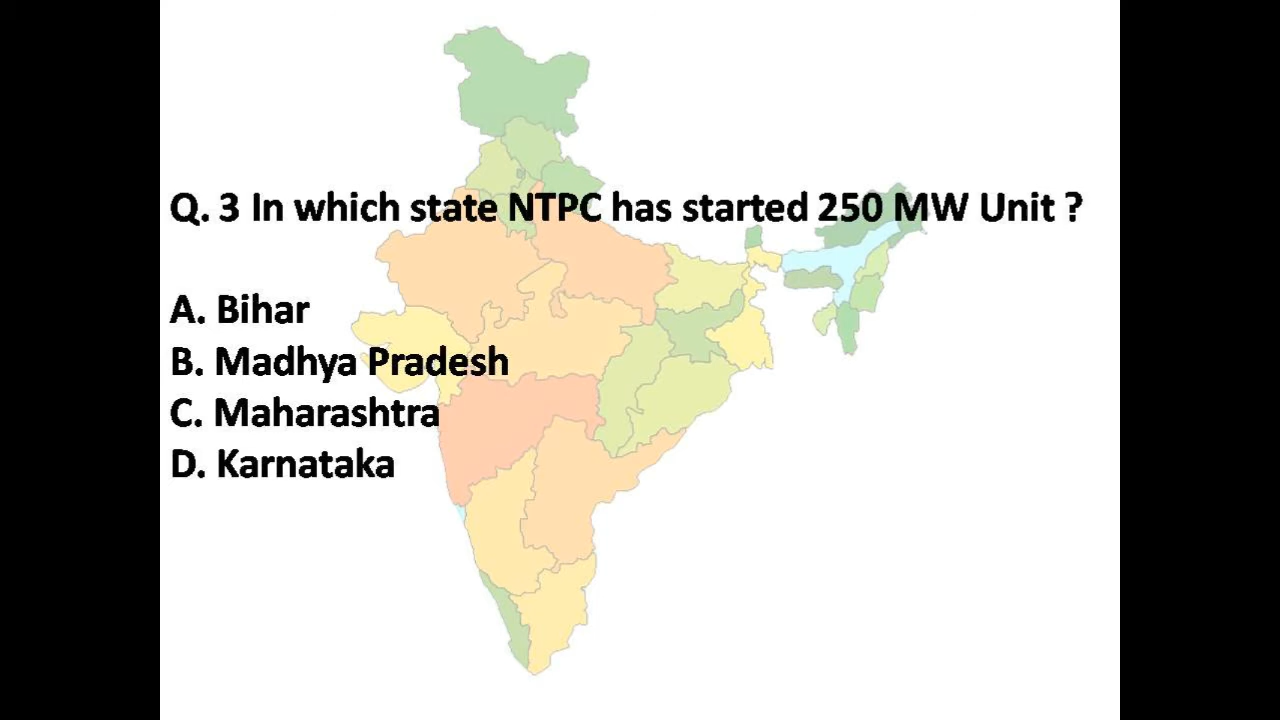 Q. 3 In which state NTPC has started 250 MW Unit ?
A. Bihar
B. Madhya Pradesh
C. Maharashtra
D. Karnataka